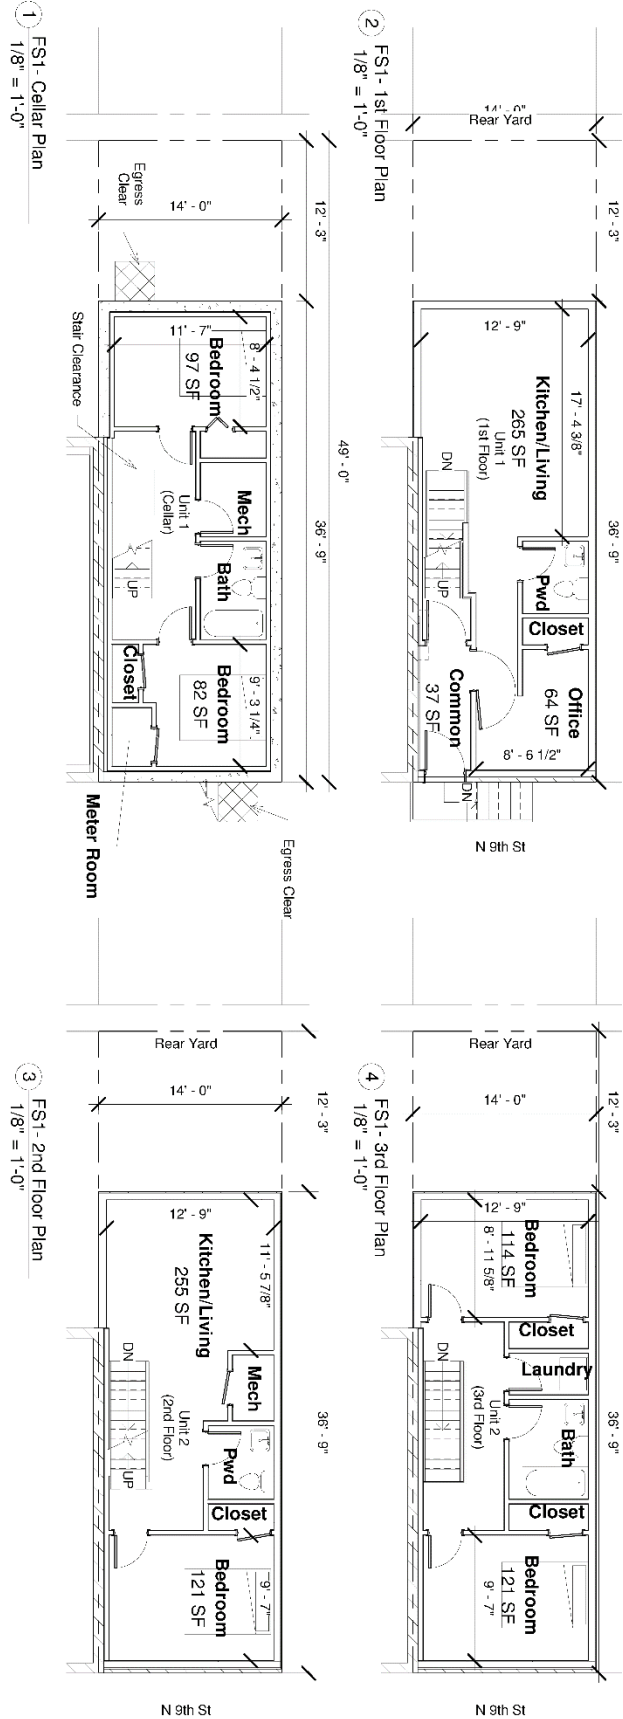 1
FS1- Cellar Plan
1/8" = 1'-0"
Egress
Clear
14' - 0"
12' - 3"
49' - 0"
36' - 9"
Stair Clearance
11' - 7"
8' - 4 1/2"
Bedroom
97 SF
Mech
Unit 1
(Cellar)
Bath
UP
Closet
Bedroom
82 SF
9' - 3 1/4"
Meter Room
Egress Clear
2
FS1- 1st Floor Plan
1/8" = 1'-0"
14' - 0"
Rear Yard
12' - 3"
36' - 9"
12' - 9"
17' - 4 3/8"
Kitchen/Living
265 SF
Unit 1
(1st Floor)
DN
UP
Pwd
Closet
Common
37 SF
Office
64 SF
8' - 6 1/2"
DN
N 9th St
3
FS1- 2nd Floor Plan
1/8" = 1'-0"
Rear Yard
14' - 0"
12' - 3"
36' - 9"
12' - 9"
11' - 5 7/8"
Kitchen/Living
255 SF
DN
Unit 2
(2nd Floor)
Mech
UP
Pwd
Closet
Bedroom
121 SF
9' - 7"
N 9th St
4
FS1- 3rd Floor Plan
1/8" = 1'-0"
Rear Yard
14' - 0"
12' - 3"
36' - 9"
12' - 9"
Bedroom
114 SF
8' - 11 5/8"
Closet
Laundry
DN
Unit 2
(3rd Floor)
Bath
Closet
Bedroom
121 SF
9' - 7"
N 9th St